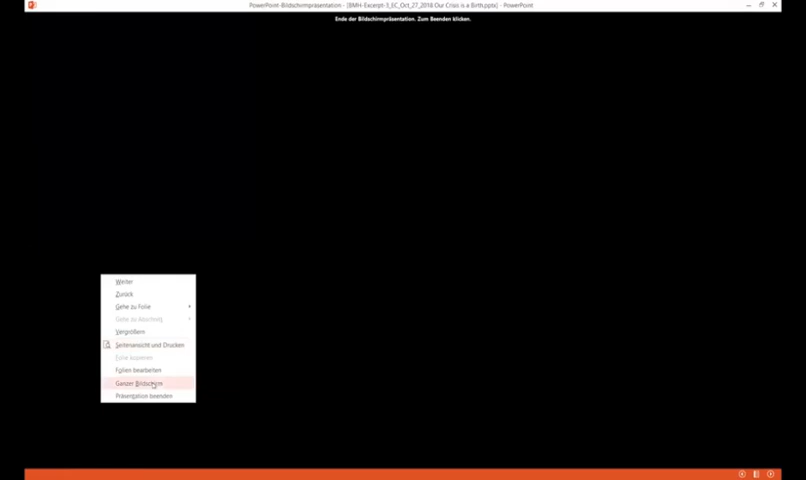 PowerPoint-Bildschirmpräsentation - [BMH-Excerpt-3_EC_Oct_27_2018 Our Crisis is a Birth.pptx] - PowerPoint
Ende der Bildschirmpräsentation. Zum Beenden klicken.
Weiter
Zurück
Gehe zu Folie
Gehe zu Abschnitt
Vergrößern
Seitenansicht und Drucken
Folie kopieren
Folien bearbeiten
Ganzer Bildschirm
Präsentation beenden